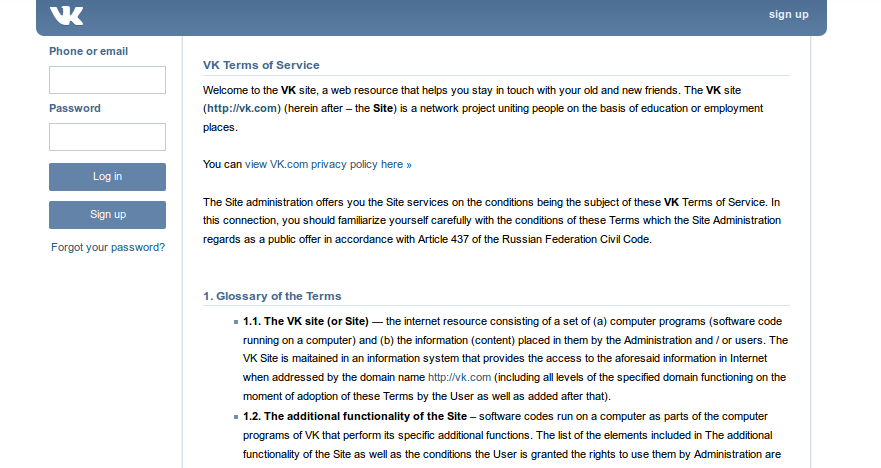 VK
sign up
Phone or email
Password
Log in
Sign up
Forgot your password?
VK Terms of Service
Welcome to the VK site, a web resource that helps you stay in touch with your old and new friends. The VK site
(http://vk.com) (herein after – the Site) is a network project uniting people on the basis of education or employment
places.
You can view VK.com privacy policy here »
The Site administration offers you the Site services on the conditions being the subject of these VK Terms of Service. In
this connection, you should familiarize yourself carefully with the conditions of these Terms which the Site Administration
regards as a public offer in accordance with Article 437 of the Russian Federation Civil Code.
1. Glossary of the Terms
1.1. The VK site (or Site) — the internet resource consisting of a set of (a) computer programs (software code
running on a computer) and (b) the information (content) placed in them by the Administration and / or users. The
VK Site is maitained in an information system that provides the access to the aforesaid information in Internet
when addressed by the domain name http://vk.com (including all levels of the specified domain functioning on the
moment of adoption of these Terms by the User as well as added after that).
1.2. The additional functionality of the Site – software codes run on a computer as parts of the computer
programs of VK that perform its specific additional functions. The list of the elements included in The additional
functionality of the Site as well as the conditions the User is granted the rights to use them by Administration are